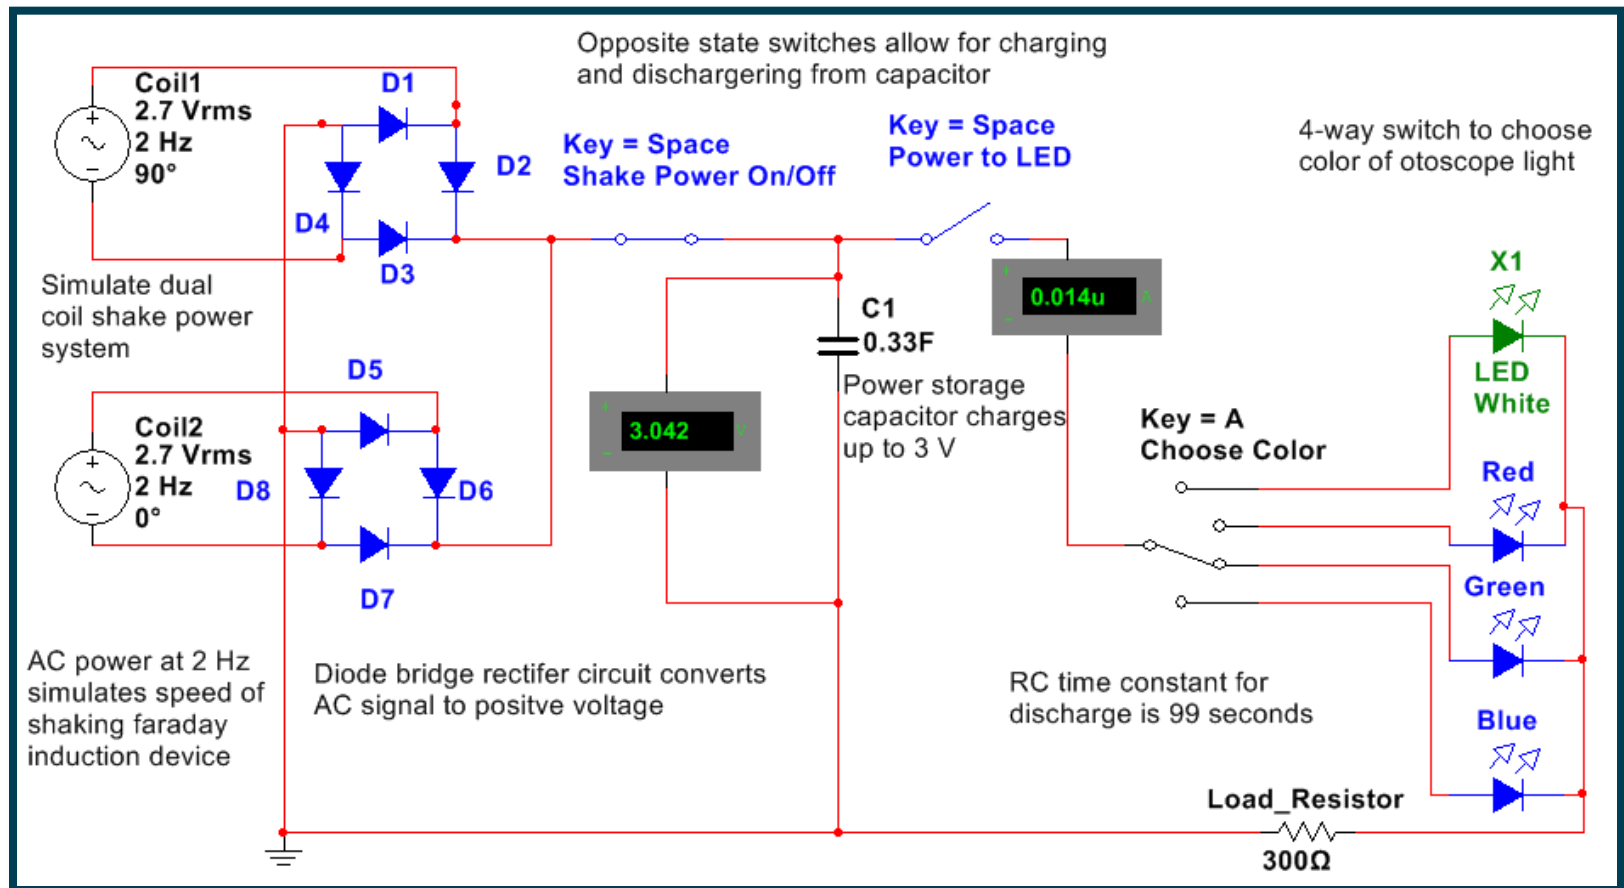 Opposite state switches allow for charging
and dischargering from capacitor
Coil1
2.7 Vrms
2 Hz
90°
+
−
D1
D2
D4
D3
Key = Space
Shake Power On/Off
Key = Space
Power to LED
4-way switch to choose
color of otoscope light
Simulate dual
coil shake power
system
+
−
0.014u
A
C1
0.33F
Power storage
capacitor charges
up to 3 V
X1
LED
White
D5
Coil2
2.7 Vrms
2 Hz
0°
+
−
D8
D6
D7
+
−
3.042
V
Key = A
Choose Color
Red
Green
Blue
AC power at 2 Hz
simulates speed of
shaking faraday
induction device
Diode bridge rectifer circuit converts
AC signal to positve voltage
RC time constant for
discharge is 99 seconds
Load_Resistor
300Ω